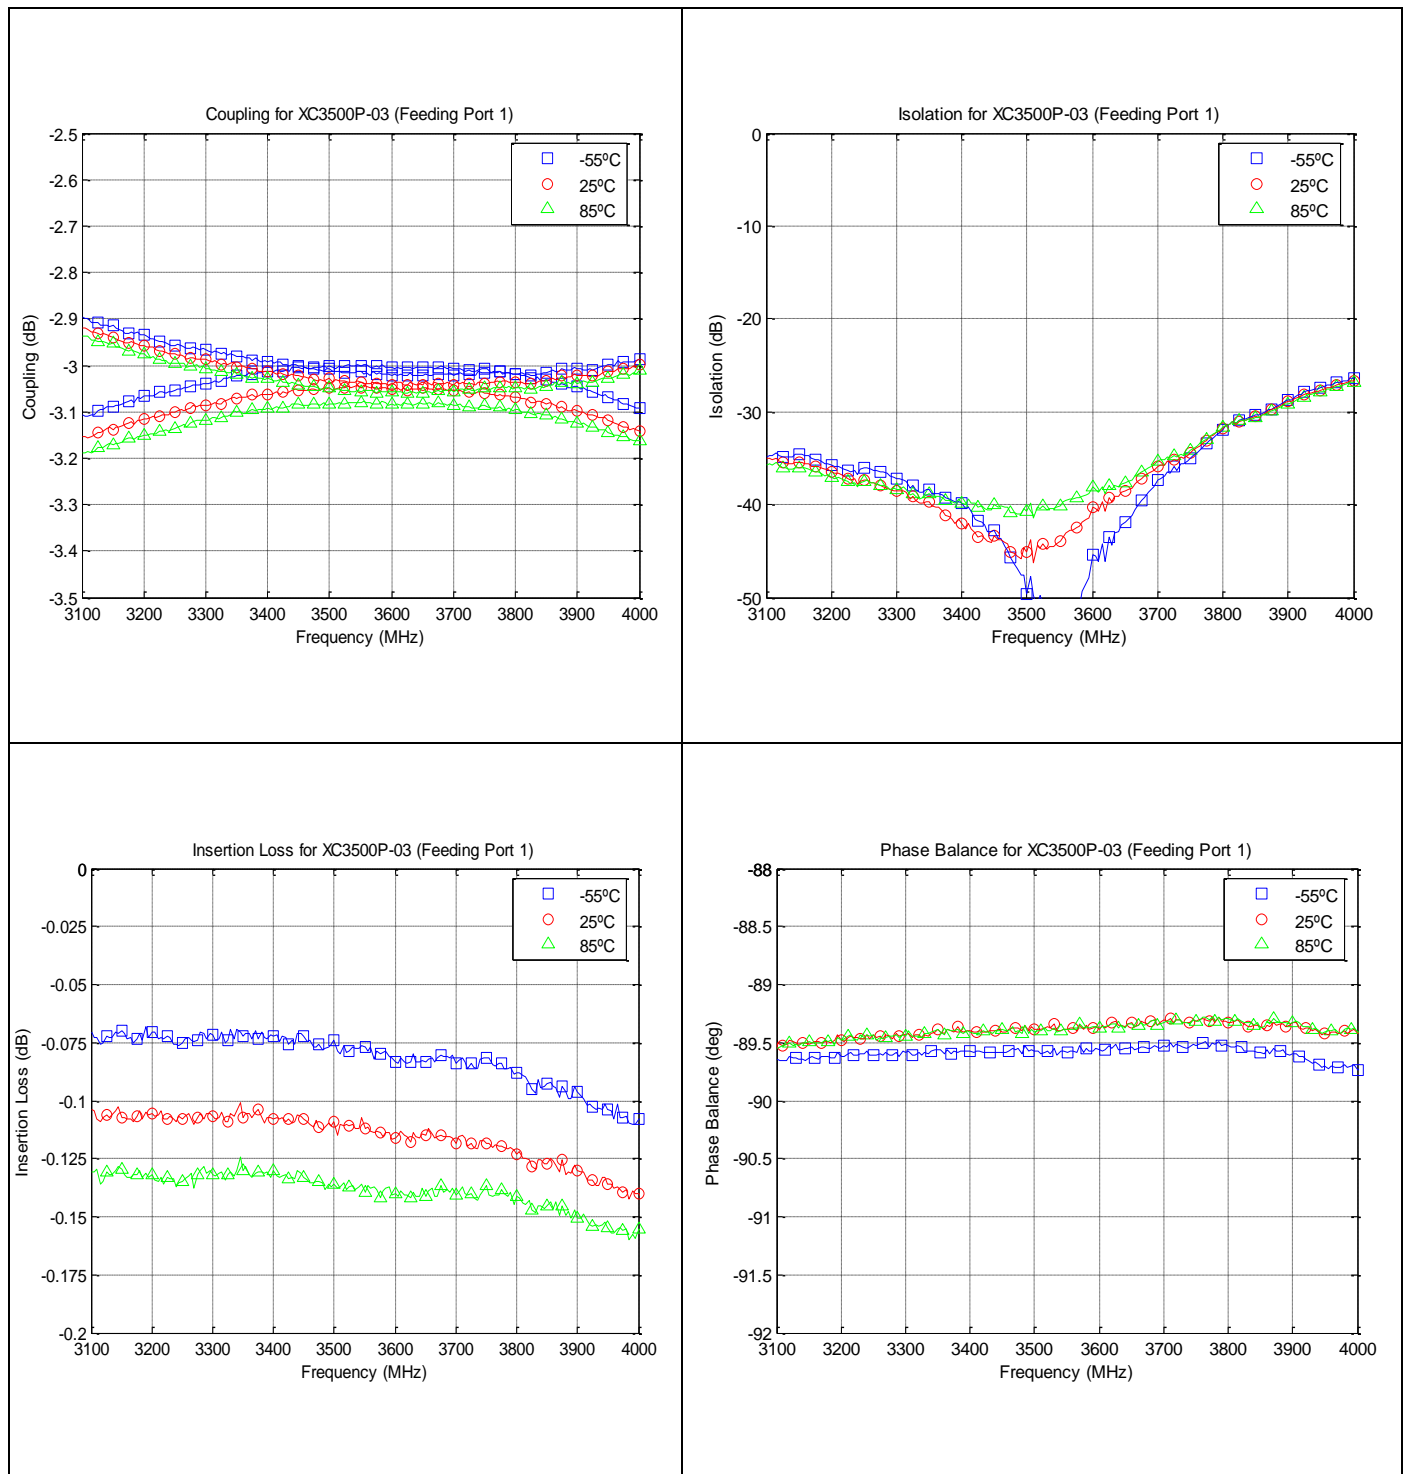 Coupling for XC3500P-03 (Feeding Port 1)
-2.5
-2.6
-2.7
-2.8
-2.9
-3
-3.1
-3.2
-3.3
-3.4
-3.5
Coupling (dB)
-55ºC
25ºC
85ºC
3100 3200 3300 3400 3500 3600 3700 3800 3900 4000
Frequency (MHz)
Isolation for XC3500P-03 (Feeding Port 1)
0
-10
-20
-30
-40
-50
Isolation (dB)
-55ºC
25ºC
85ºC
3100 3200 3300 3400 3500 3600 3700 3800 3900 4000
Frequency (MHz)
Insertion Loss for XC3500P-03 (Feeding Port 1)
0
-0.025
-0.05
-0.075
-0.1
-0.125
-0.15
-0.175
-0.2
Insertion Loss (dB)
-55ºC
25ºC
85ºC
3100 3200 3300 3400 3500 3600 3700 3800 3900 4000
Frequency (MHz)
Phase Balance for XC3500P-03 (Feeding Port 1)
-88
-88.5
-89
-89.5
-90
-90.5
-91
-91.5
-92
Phase Balance (deg)
-55ºC
25ºC
85ºC
3100 3200 3300 3400 3500 3600 3700 3800 3900 4000
Frequency (MHz)